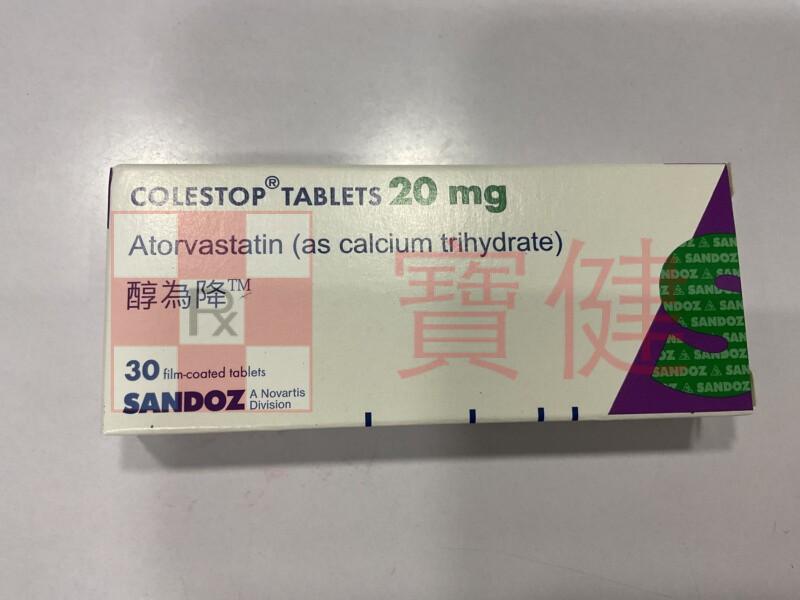 COLESTOP® TABLETS 20 mg
Atorvastatin (as calcium trihydrate)
醇為降™
Rx
寶健
30 film-coated tablets
SANDOZ A Novartis Division
SANDOZ